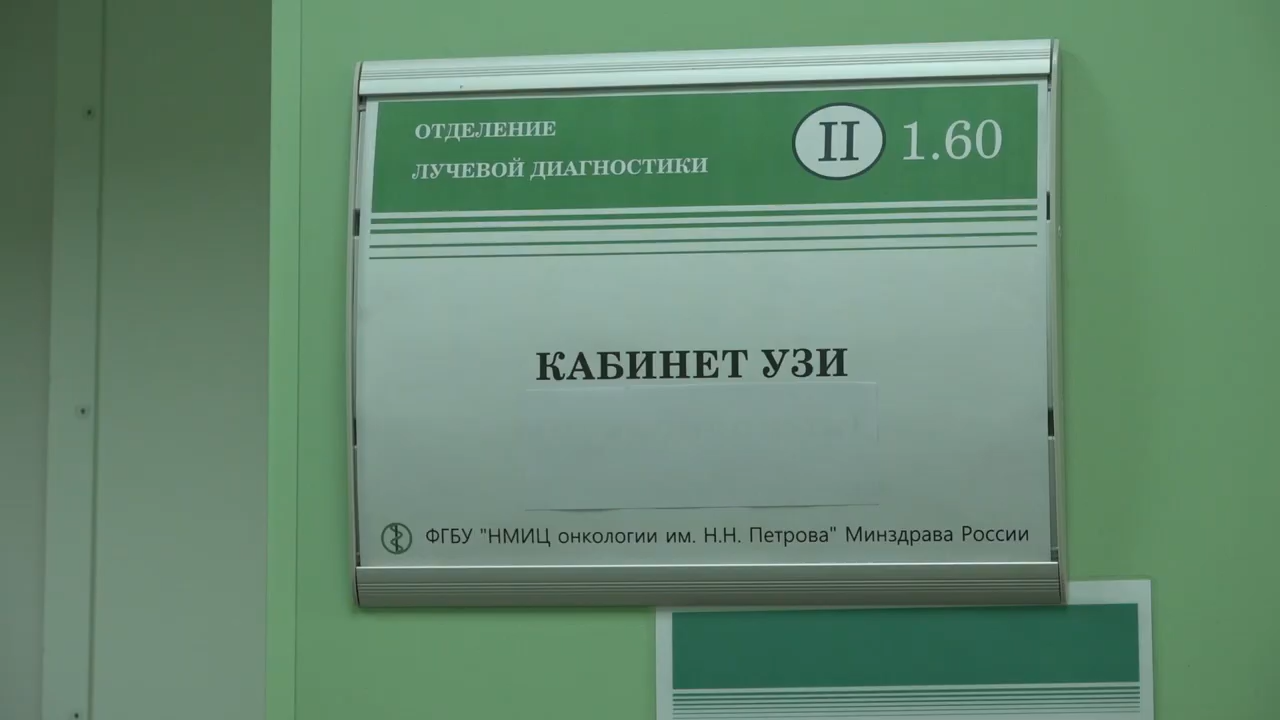 ОТДЕЛЕНИЕ
ЛУЧЕВОЙ ДИАГНОСТИКИ
II 1.60
КАБИНЕТ УЗИ
ФГБУ "НМИЦ онкологии им. Н.Н. Петрова" Минздрава России